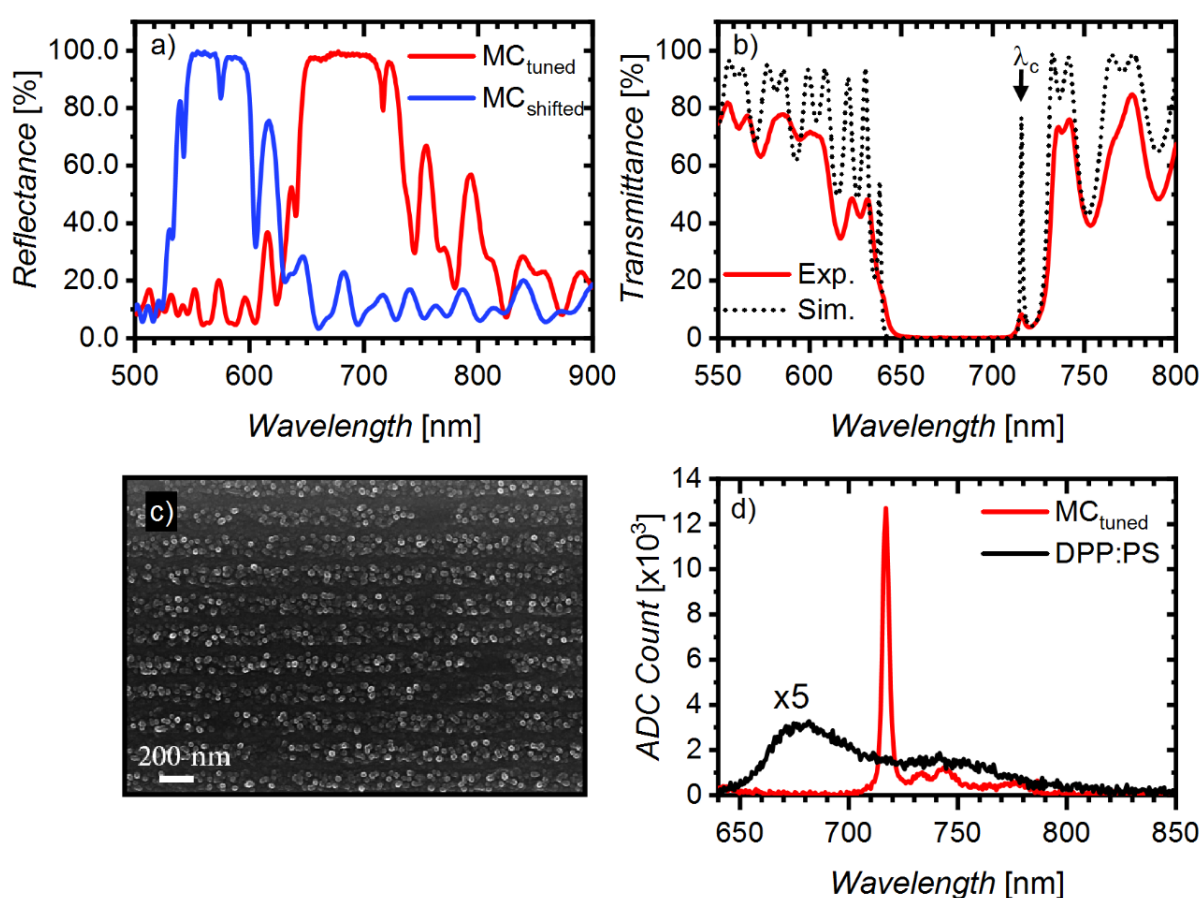 a)
MCtuned
MCshifted
100.0
80.0
60.0
40.0
20.0
0.0
Reflectance [%]
500 600 700 800 900
Wavelength [nm]
b)
λc
100
80
60
40
20
0
Transmittance [%]
Exp.
Sim.
550 600 650 700 750 800
Wavelength [nm]
c)
200 nm
d)
MCtuned
DPP:PS
x5
14
12
10
8
6
4
2
0
ADC Count [x10³]
650 700 750 800 850
Wavelength [nm]